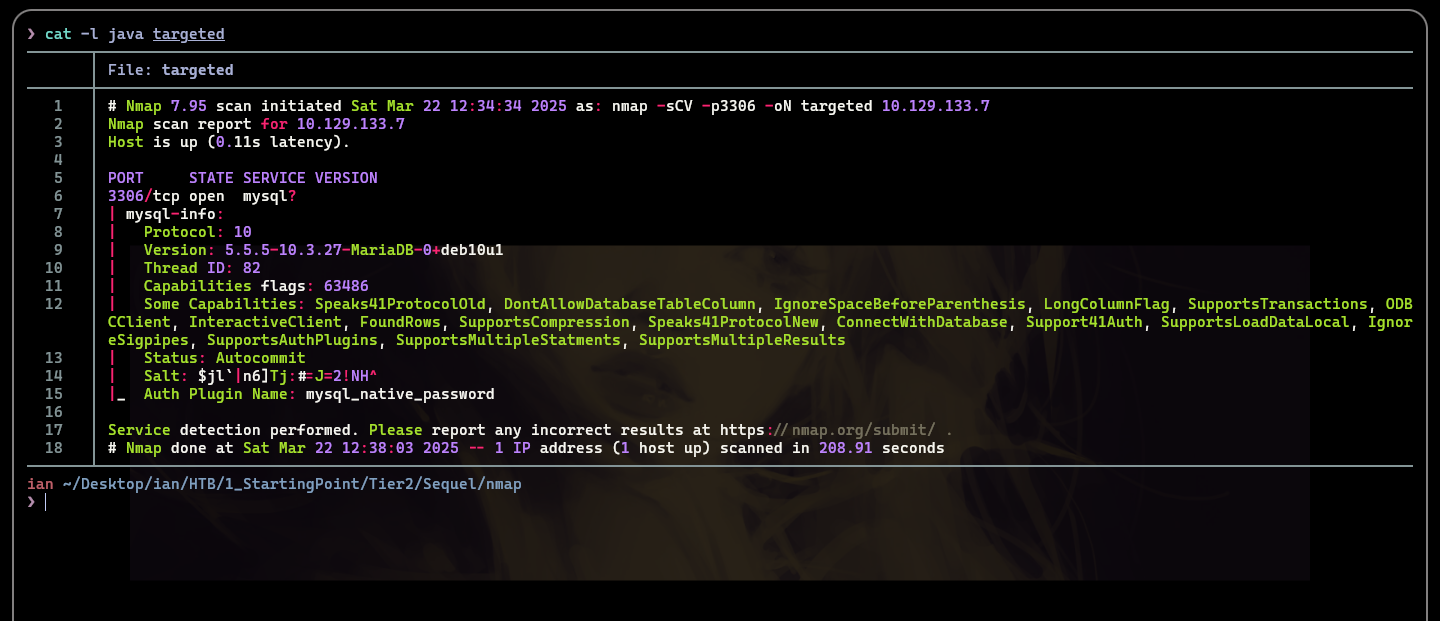 ❯ cat -l java targeted
File: targeted
1 # Nmap 7.95 scan initiated Sat Mar 22 12:34:34 2025 as: nmap -sCV -p3306 -oN targeted 10.129.133.7
2 Nmap scan report for 10.129.133.7
3 Host is up (0.11s latency).
4
5 PORT     STATE SERVICE VERSION
6 3306/tcp open  mysql?
7 | mysql-info:
8 |   Protocol: 10
9 |   Version: 5.5.5-10.3.27-MariaDB-0+deb10u1
10 |   Thread ID: 82
11 |   Capabilities flags: 63486
12 |   Some Capabilities: Speaks41ProtocolOld, DontAllowDatabaseTableColumn, IgnoreSpaceBeforeParenthesis, LongColumnFlag, SupportsTransactions, ODB
CClient, InteractiveClient, FoundRows, SupportsCompression, Speaks41ProtocolNew, ConnectWithDatabase, Support41Auth, SupportsLoadDataLocal, Ignor
eSigpipes, SupportsAuthPlugins, SupportsMultipleStatments, SupportsMultipleResults
13 |   Status: Autocommit
14 |   Salt: $jl`|n6]Tj:#=J=2!NH^
15 |_  Auth Plugin Name: mysql_native_password
16
17 Service detection performed. Please report any incorrect results at https://nmap.org/submit/ .
18 # Nmap done at Sat Mar 22 12:38:03 2025 -- 1 IP address (1 host up) scanned in 208.91 seconds
ian ~/Desktop/ian/HTB/1_StartingPoint/Tier2/Sequel/nmap
❯